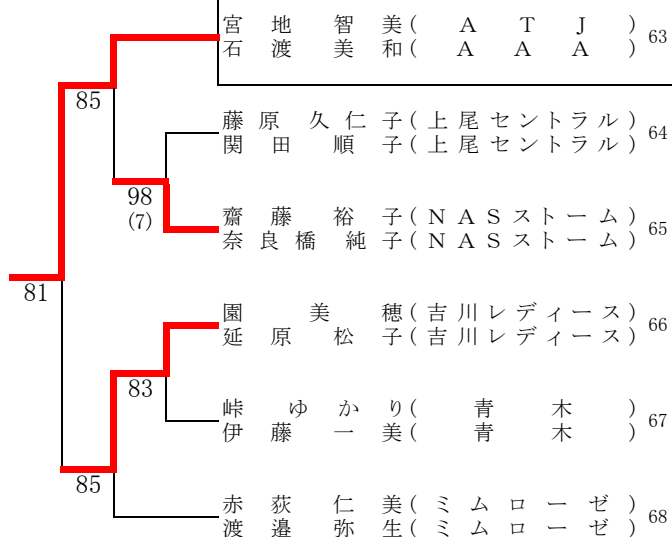 宮地智美(ATJ)
石渡美和(AAA)
63
85
藤原久仁子(上尾セントラル)
関田順子(上尾セントラル)
64
98
(7)
齋藤裕子(NASストーム)
奈良橋純子(NASストーム)
65
81
園美穂(吉川レディース)
延原松子(吉川レディース)
66
83
峠ゆかり(青木)
伊藤一美(青木)
67
85
赤荻仁美(ミムローゼ)
渡邉弥生(ミムローゼ)
68